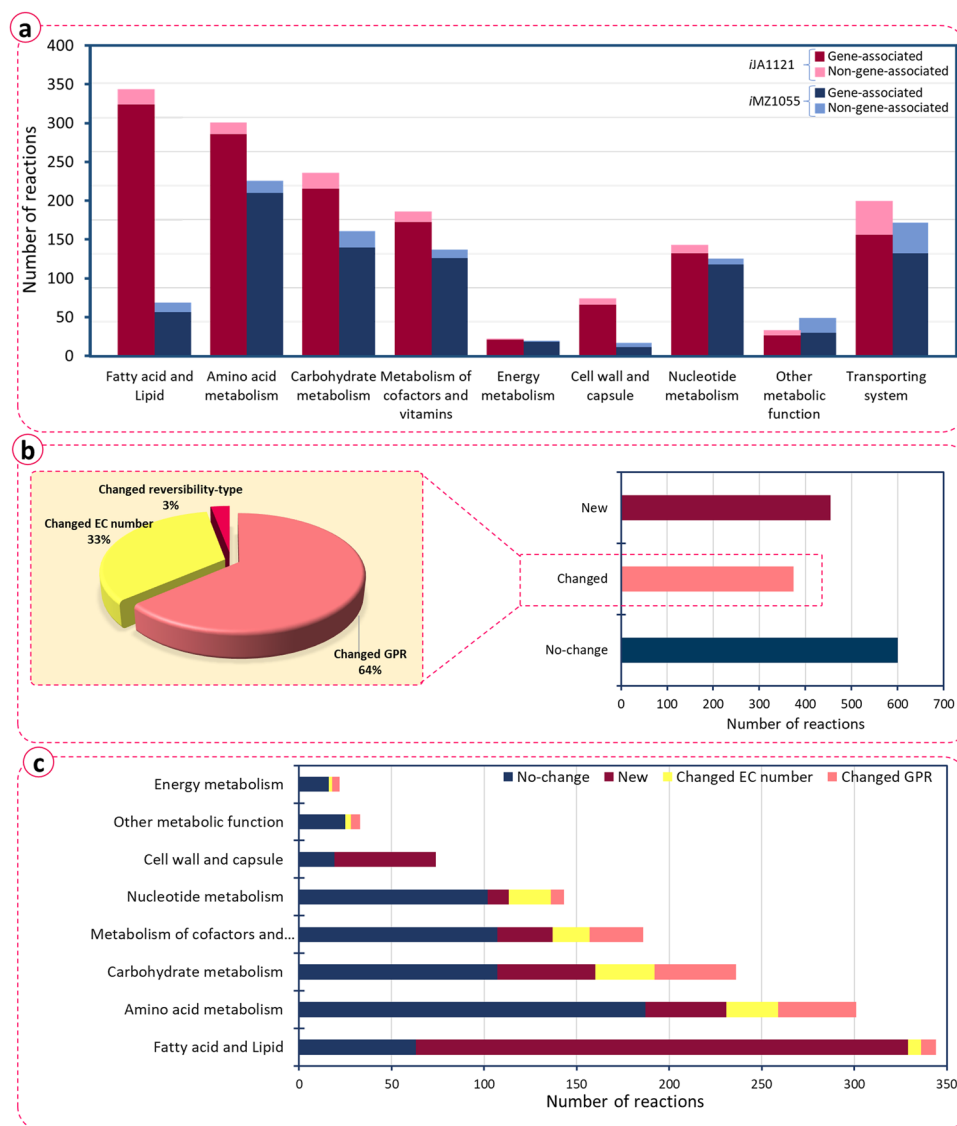 a
400
350
300
250
200
150
100
50
0
Number of reactions
iJA1121
Gene-associated
Non-gene-associated
iMZ1055
Gene-associated
Non-gene-associated
Fatty acid and
Lipid
Amino acid
metabolism
Carbohydrate
metabolism
Metabolism of
cofactors and
vitamins
Energy
metabolism
Cell wall and
capsule
Nucleotide
metabolism
Other
metabolic
function
Transporting
system
b
Changed reversibility-type
3%
Changed EC number
33%
Changed GPR
64%
New
Changed
No-change
0 100 200 300 400 500 600 700
Number of reactions
c
No-change New Changed EC number Changed GPR
Energy metabolism
Other metabolic function
Cell wall and capsule
Nucleotide metabolism
Metabolism of cofactors and...
Carbohydrate metabolism
Amino acid metabolism
Fatty acid and Lipid
0 50 100 150 200 250 300 350
Number of reactions